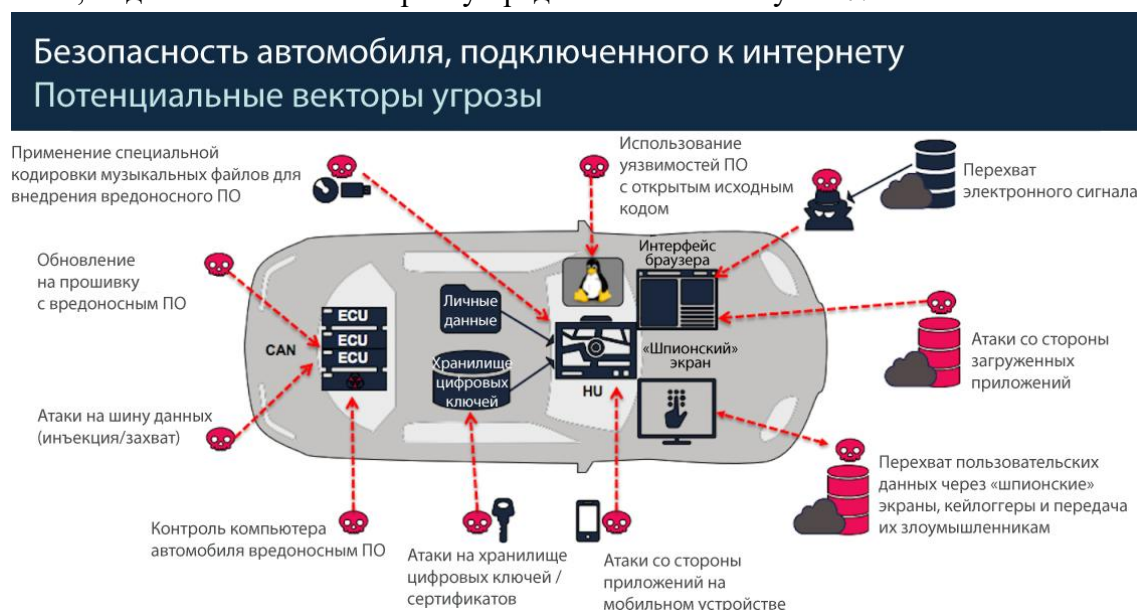 Безопасность автомобиля, подключенного к интернету
Потенциальные векторы угрозы
Применение специальной
кодировки музыкальных файлов для
внедрения вредоносного ПО
Использование
уязвимостей ПО
с открытым исходным
кодом
Перехват
электронного сигнала
Обновление
на прошивку
с вредоносным ПО
Интерфейс
браузера
Личные
данные
ECU
ECU
ECU
CAN
«Шпионский»
экран
Хранилище
цифровых
ключей
HU
Атаки со стороны
загруженных
приложений
Атаки на шину данных
(инъекция/захват)
Перехват пользовательских
данных через «шпионские»
экраны, кейлоггеры и передача
их злоумышленникам
Контроль компьютера
автомобиля вредоносным ПО
Атаки на хранилище
цифровых ключей /
сертификатов
Атаки со стороны
приложений на
мобильном устройстве